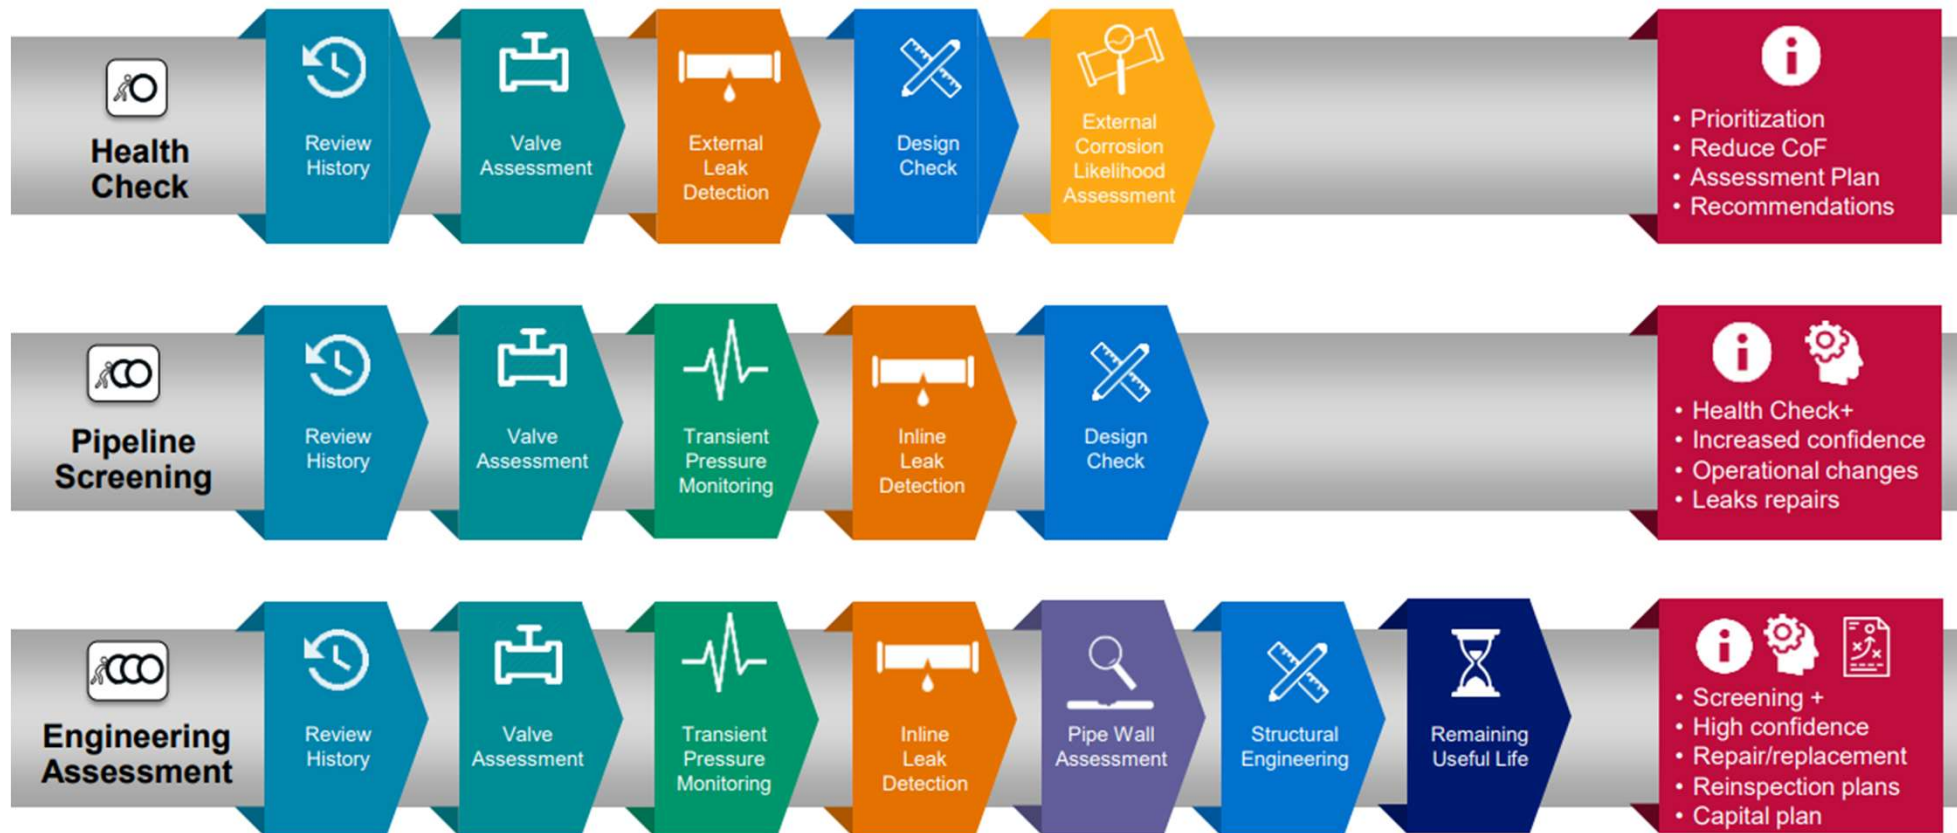 Health
Check
Review
History
Valve
Assessment
External
Leak
Detection
Design
Check
External
Corrosion
Likelihood
Assessment
• Prioritization
• Reduce CoF
• Assessment Plan
• Recommendations
Pipeline
Screening
Review
History
Valve
Assessment
Transient
Pressure
Monitoring
Inline
Leak
Detection
Design
Check
• Health Check+
• Increased confidence
• Operational changes
• Leaks repairs
Engineering
Assessment
Review
History
Valve
Assessment
Transient
Pressure
Monitoring
Inline
Leak
Detection
Pipe Wall
Assessment
Structural
Engineering
Remaining
Useful Life
• Screening +
• High confidence
• Repair/replacement
• Reinspection plans
• Capital plan